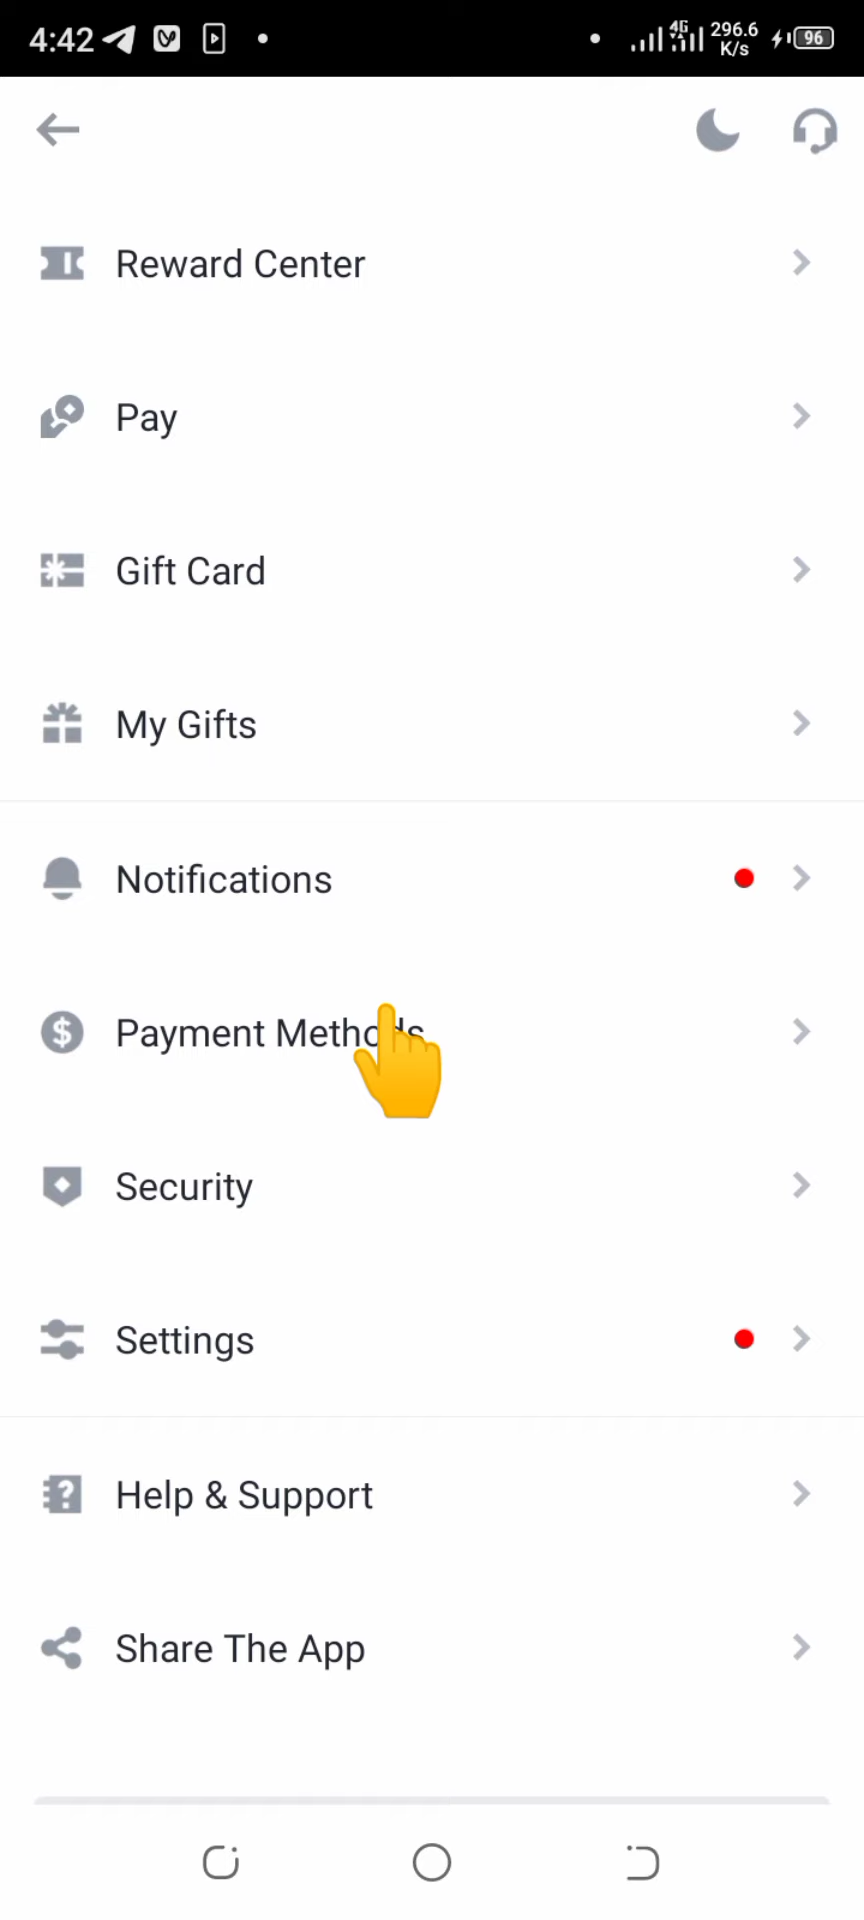 4:42
4G
296.6
K/s
96
Reward Center
Pay
Gift Card
My Gifts
Notifications
Payment Methods
Security
Settings
Help & Support
Share The App